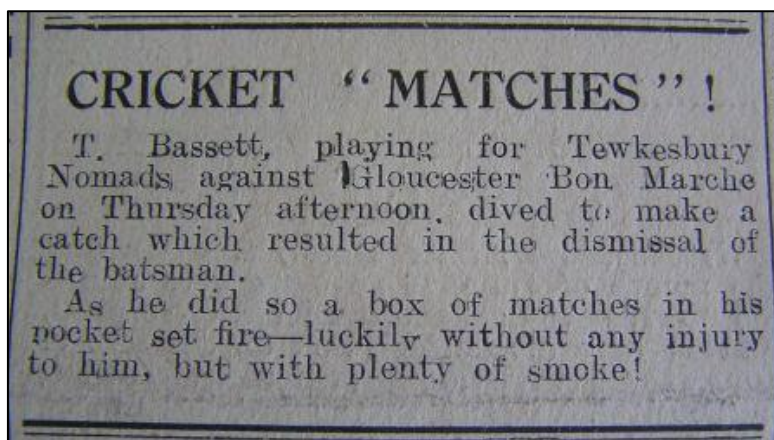 CRICKET "MATCHES"!
T. Bassett, playing for Tewkesbury
Nomads against Gloucester Bon Marche
on Thursday afternoon, dived to make a
catch which resulted in the dismissal of
the batsman.
As he did so a box of matches in his
pocket set fire—luckily without any injury
to him, but with plenty of smoke!